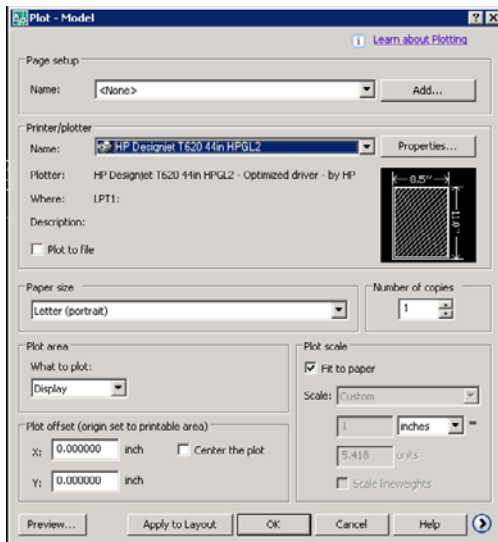 Plot - Model
Learn about Plotting
Page setup
Name: <None> Add...
Printer/plotter
Name: HP Designjet T620 44in HPGL2 Properties...
Plotter: HP Designjet T620 44in HPGL2 - Optimized driver - by HP
Where: LPT1:
Description:
Plot to file
8.5"
11.0"
Paper size
Letter (portrait)
Number of copies
1
Plot area
What to plot:
Display
Plot scale
Fit to paper
Scale: Custom
1 inches =
5.418 units
Scale lineweights
Plot offset (origin set to printable area)
X: 0.000000 inch Center the plot
Y: 0.000000 inch
Preview... Apply to Layout OK Cancel Help